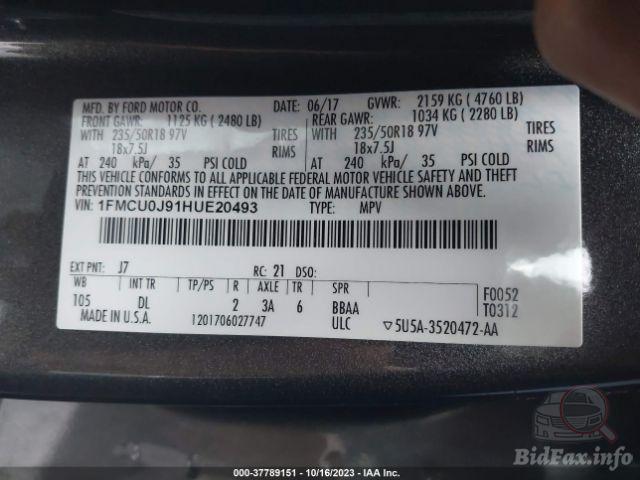 MFD. BY FORD MOTOR CO. DATE: 06/17 GVWR: 2159 KG ( 4760 LB)
FRONT GAWR: 1125 KG ( 2480 LB) REAR GAWR: 1034 KG ( 2280 LB)
WITH 235/50R18 97V TIRES WITH 235/50R18 97V TIRES
18x7.5J RIMS 18x7.5J RIMS
AT 240 kPa/ 35 PSI COLD AT 240 kPa/ 35 PSI COLD
THIS VEHICLE CONFORMS TO ALL APPLICABLE FEDERAL MOTOR VEHICLE SAFETY AND THEFT
PREVENTION STANDARDS IN EFFECT ON THE DATE OF MANUFACTURE SHOWN ABOVE.
VIN: 1FMCU0J91HUE20493 TYPE: MPV
EXT PNT: J7 RC: 21 DSO:
WB INT TR TP/PS R AXLE TR SPR F0052
105 DL 2 3A 6 BBAA T0312
MADE IN U.S.A. 1201706027747 ULC ▽5U5A-3520472-AA
BidFax.info
000-37789151 - 10/16/2023 - IAA Inc.